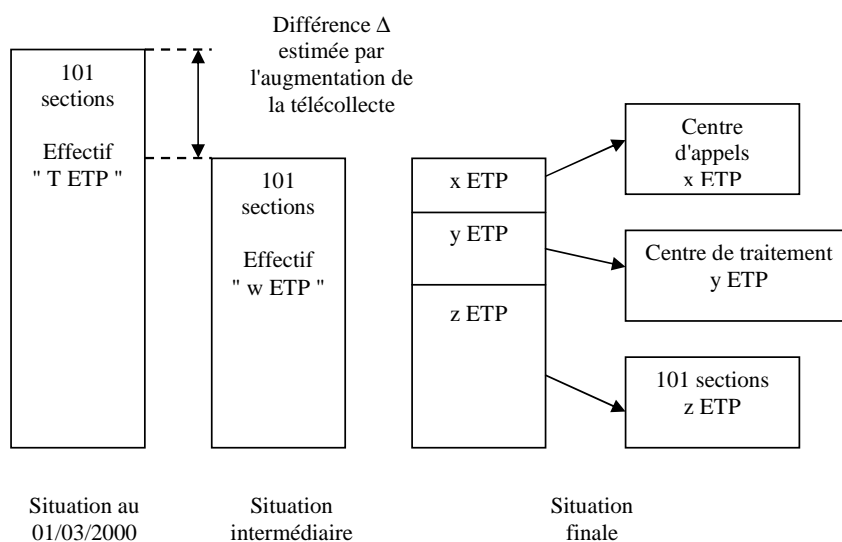 Différence Δ
estimée par
l'augmentation de
la télécollecte
101
sections
Effectif
" T ETP "
101
sections
Effectif
" w ETP "
x ETP
y ETP
z ETP
Centre
d'appels
x ETP
Centre de traitement
y ETP
101 sections
z ETP
Situation au
01/03/2000
Situation
intermédiaire
Situation
finale